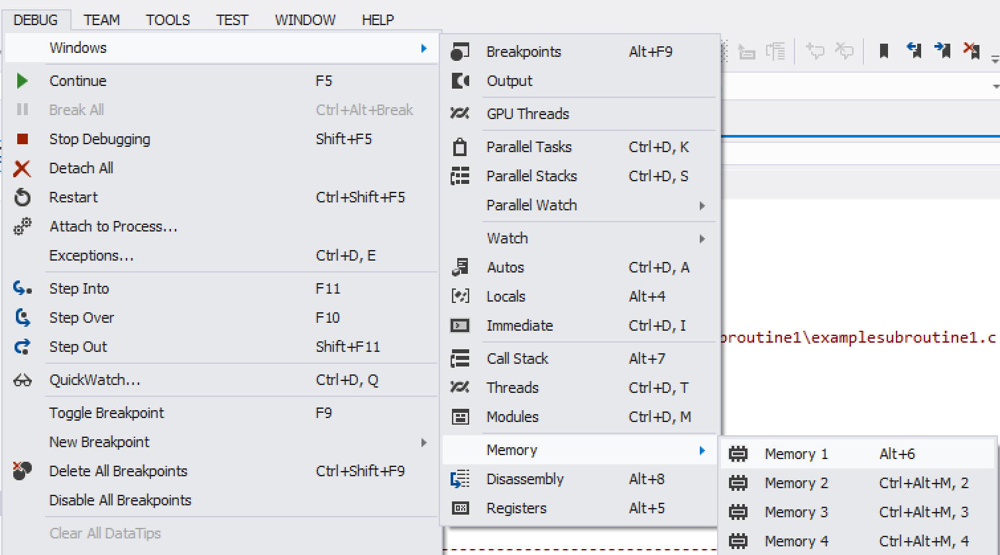 DEBUG TEAM TOOLS TEST WINDOW HELP
Windows
Continue F5
Break All Ctrl+Alt+Break
Stop Debugging Shift+F5
Detach All
Restart Ctrl+Shift+F5
Attach to Process...
Exceptions... Ctrl+D, E
Step Into F11
Step Over F10
Step Out Shift+F11
QuickWatch... Ctrl+D, Q
Toggle Breakpoint F9
New Breakpoint
Delete All Breakpoints Ctrl+Shift+F9
Disable All Breakpoints
Clear All DataTips
Breakpoints Alt+F9
Output
GPU Threads
Parallel Tasks Ctrl+D, K
Parallel Stacks Ctrl+D, S
Parallel Watch
Watch
Autos Ctrl+D, A
Locals Alt+4
Immediate Ctrl+D, I
Call Stack Alt+7
Threads Ctrl+D, T
Modules Ctrl+D, M
Memory
Disassembly Alt+8
Registers Alt+5
broutine1\examplesubroutine1.c
Memory 1 Alt+6
Memory 2 Ctrl+Alt+M, 2
Memory 3 Ctrl+Alt+M, 3
Memory 4 Ctrl+Alt+M, 4